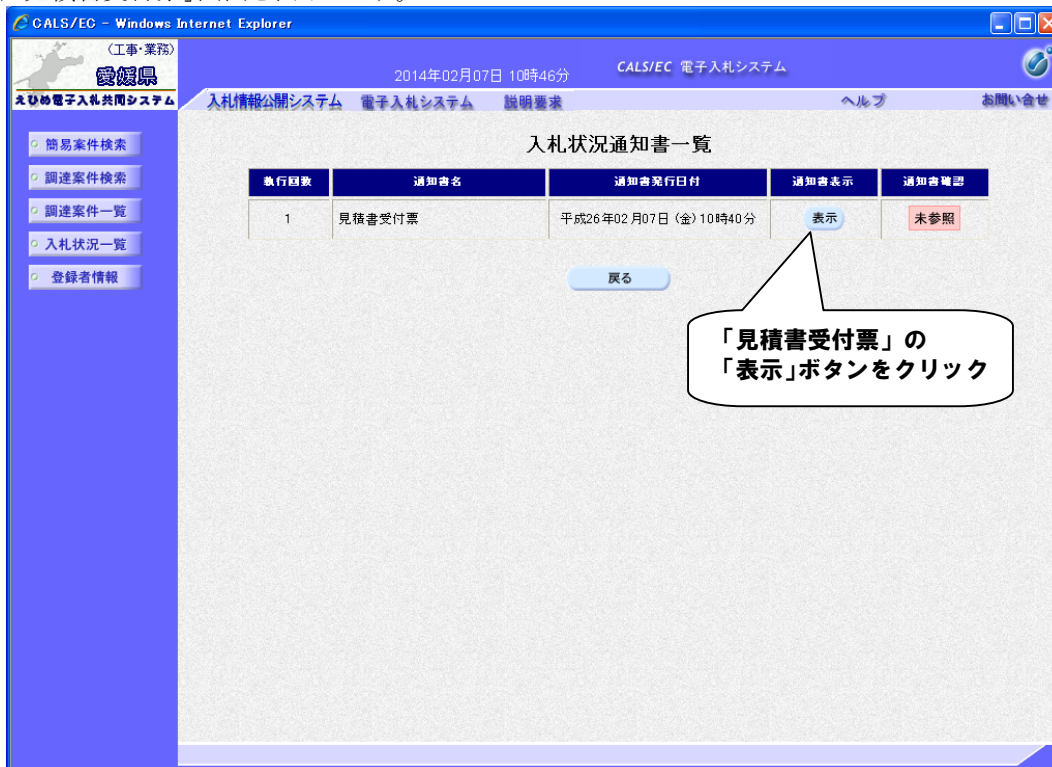 CALS/EC - Windows Internet Explorer
(工事・業務)
愛媛県
えひめ電子入札共同システム
2014年02月07日 10時46分
CALS/EC 電子入札システム
入札情報公開システム 電子入札システム 説明要求 ヘルプ お問い合せ
簡易案件検索
調達案件検索
調達案件一覧
入札状況一覧
登録者情報
入札状況通知書一覧
執行回数 通知書名 通知書発行日付 通知書表示 通知書確認
1 見積書受付票 平成26年02月07日(金)10時40分 表示 未参照
戻る
「見積書受付票」の
「表示」ボタンをクリック